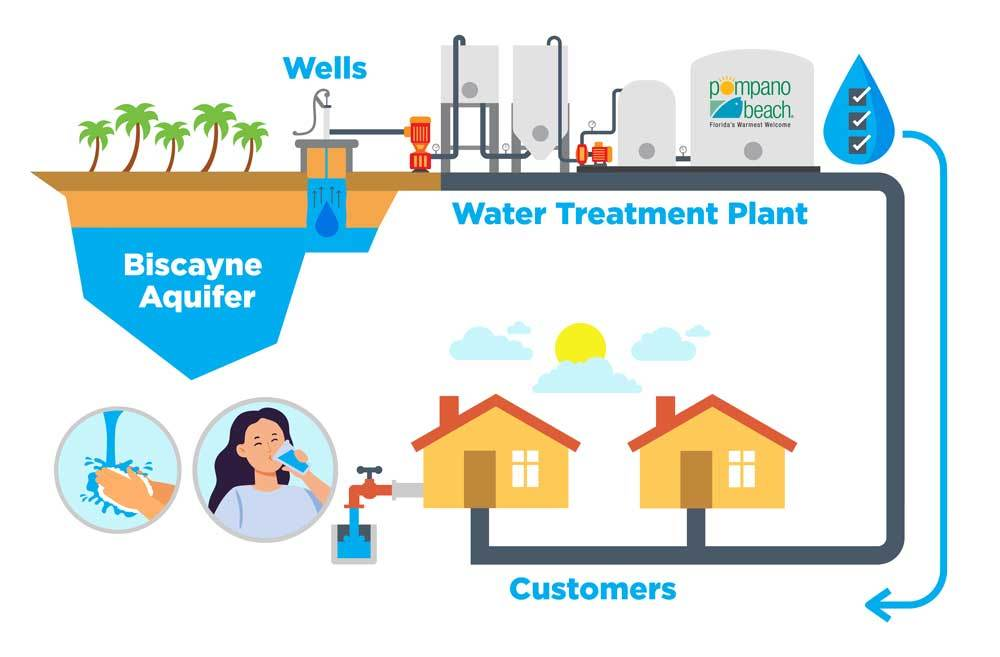 Wells
pompano
beach.
Florida's Warmest Welcome
Water Treatment Plant
Biscayne
Aquifer
Customers